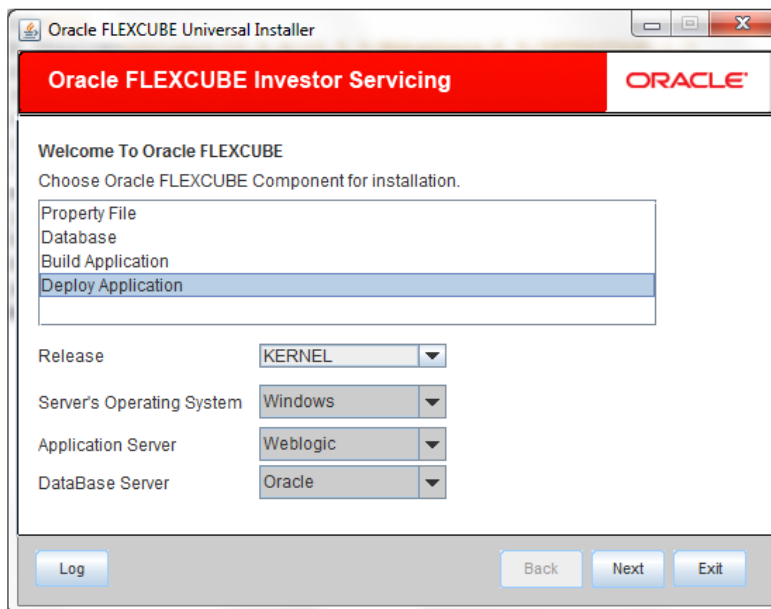 Oracle FLEXCUBE Universal Installer
Oracle FLEXCUBE Investor Servicing ORACLE
Welcome To Oracle FLEXCUBE
Choose Oracle FLEXCUBE Component for installation.
Property File
Database
Build Application
Deploy Application
Release KERNEL
Server's Operating System Windows
Application Server Weblogic
DataBase Server Oracle
Log Back Next Exit